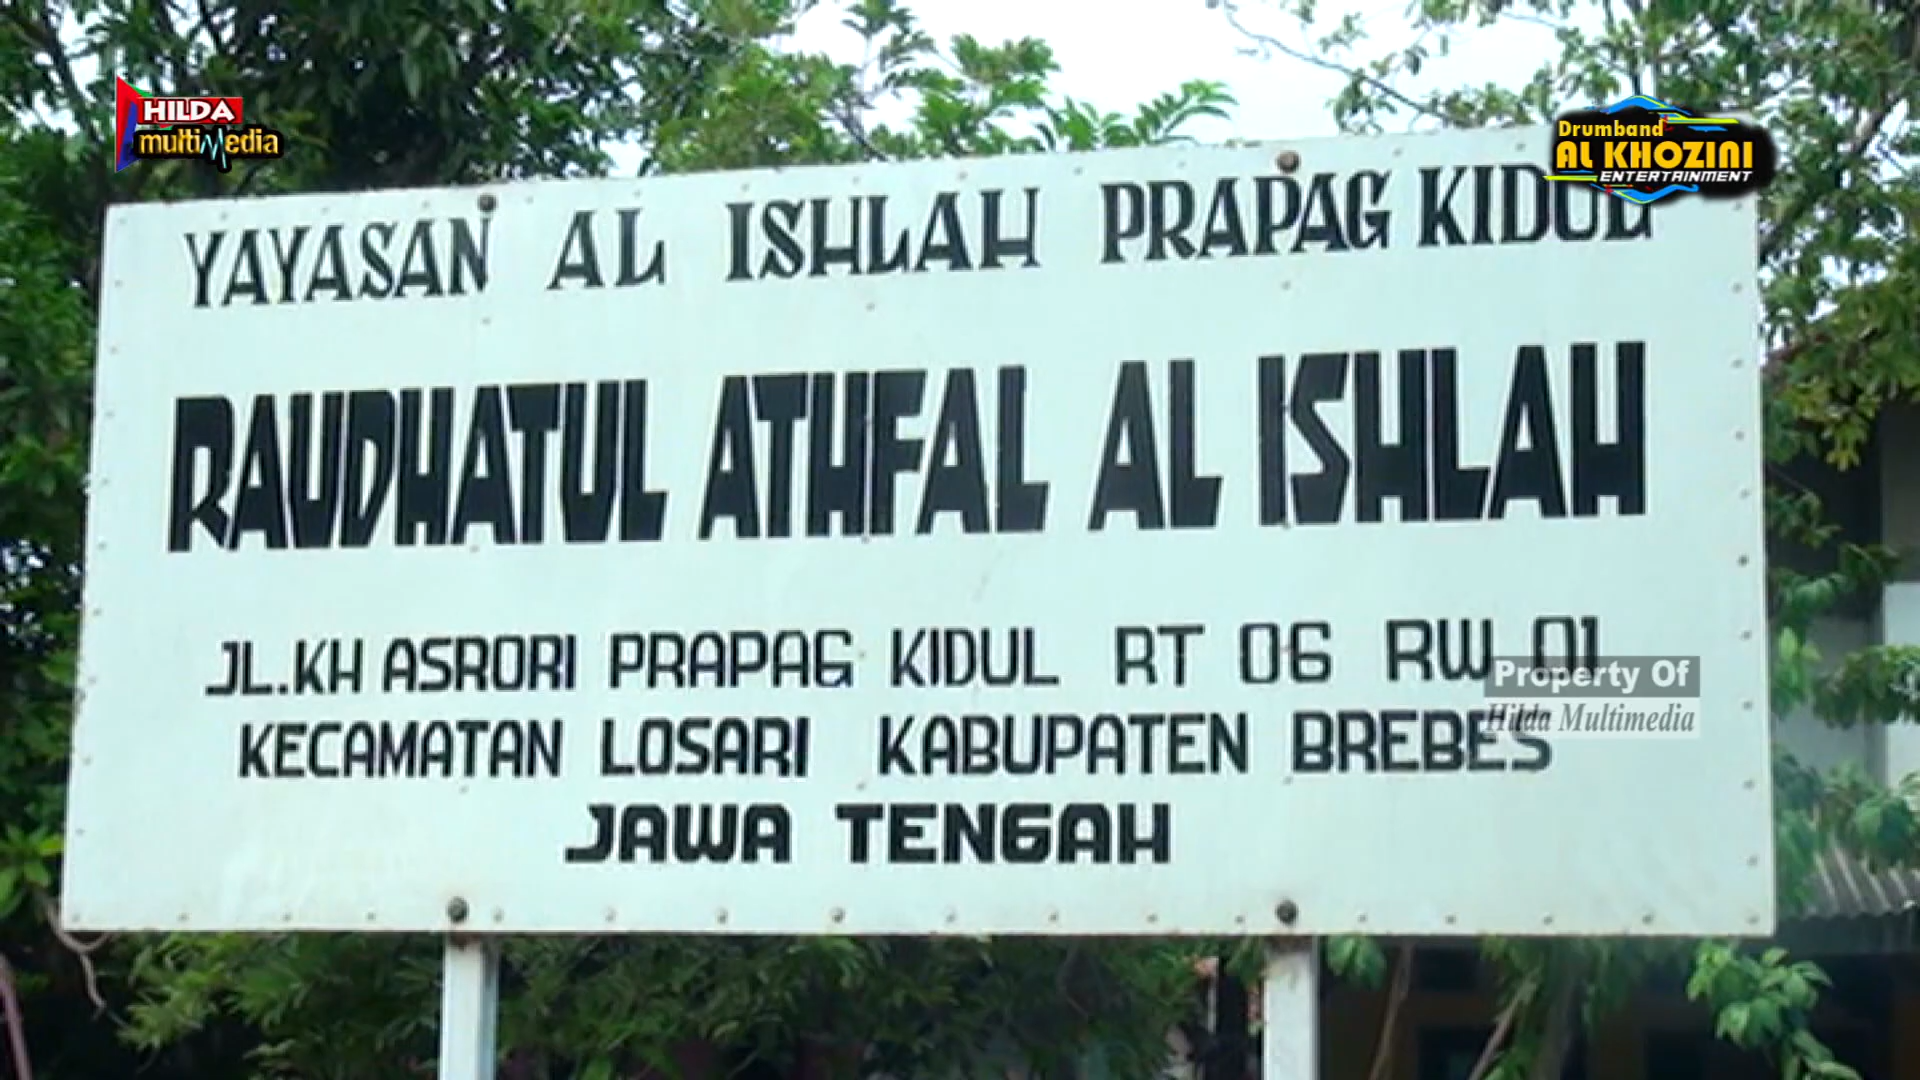 HILDA
multimedia
Drumband
AL KHOZINI
ENTERTAINMENT
YAYASAN AL ISHLAH PRAPAG KIDUL
RAUDHATUL ATHFAL AL ISHLAH
JL.KH ASRORI PRAPAG KIDUL RT 06 RW 01
Property Of
Hilda Multimedia
KECAMATAN LOSARI KABUPATEN BREBES
JAWA TENGAH